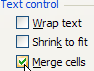 Text control
Wrap text
Shrink to fit
Merge cells